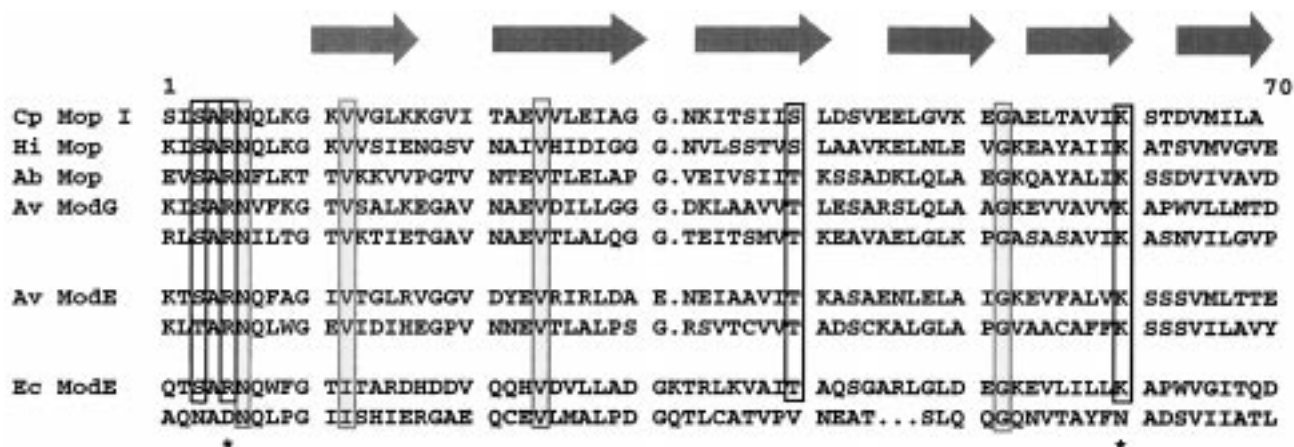 1 70
Cp Mop I SISARNQLKG KVVGLKKGVI TAEVVLEIAG G.NKITSIIS LDSVEELGVK EGAELTAVIK STDVMILA
Hi Mop KISARNQLKG KVVSIENGSV NAIVHIDIGG G.NVLSSTVS LAAVKELNLE VGKEAYAIIK ATSVMVGVE
Ab Mop EVSARNFLKT TVKKVVPGTV NTEVTLELAP G.VEIVSIIT KSSADKLQLA EGKQAYALIK SSDVIVAVD
Av ModG KISARNVFKG TVSALKEGAV NAEVDILLGG G.DKLAAVVT LESARSLQLA AGKEVVAVVK APWVLLMTD
RLSARNILTG TVKTIETGAV NAEVTLALQG G.TEITSMVT KEAVAELGLK PGASASAVIK ASNVILGVP
Av ModE KTSARNQFAG IVTGLRVGGV DYEVRIRLDA E.NEIAAVIT KASAENLELA IGKEVFALVK SSSVMLTTE
KLTARNQLWG EVIDIHEGPV NNEVTLALPS G.RSVTCVVT ADSCKALGLA PGVAACAFFK SSSVILAVY
Ec ModE QTSARNQWFG TITARDHDDV QQHVDVLLAD GKTRLKVAIT AQSGARLGLD EGKEVLILLK APWVGITQD
AQNADNQLPG IISHIERGAE QCEVLMALPD GQTLCATVPV NEAT...SLQ QGQNVTAYFN ADSVIIATL
* *